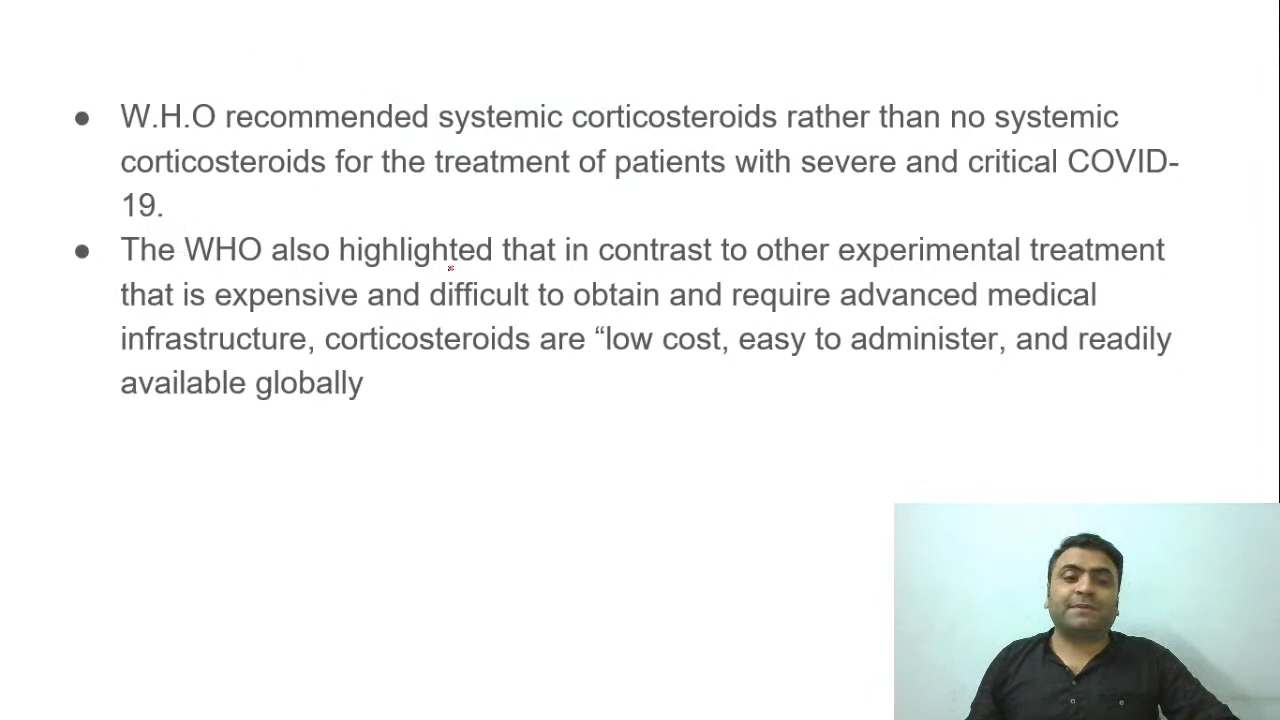 ● W.H.O recommended systemic corticosteroids rather than no systemic
corticosteroids for the treatment of patients with severe and critical COVID-
19.
● The WHO also highlighted that in contrast to other experimental treatment
that is expensive and difficult to obtain and require advanced medical
infrastructure, corticosteroids are “low cost, easy to administer, and readily
available globally